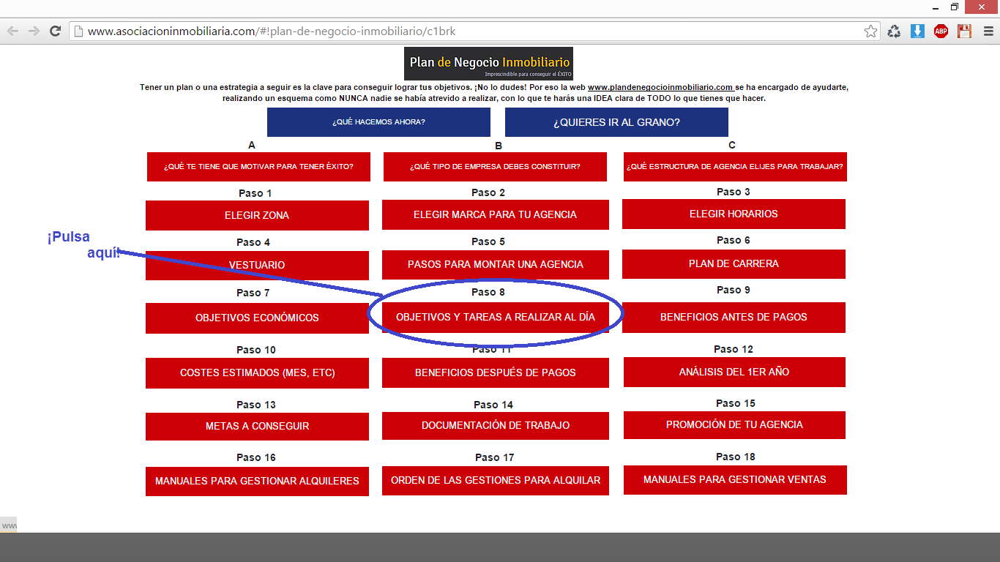 www.asociacioninmobiliaria.com/#!plan-de-negocio-inmobiliario/c1brk
ABP
Plan de Negocio Inmobiliario
Imprescindible para conseguir el ÉXITO
Tener un plan o una estrategia a seguir es la clave para conseguir lograr tus objetivos. ¡No lo dudes! Por eso la web www.plandenegocioinmobiliario.com se ha encargado de ayudarte,
realizando un esquema como NUNCA nadie se había atrevido a realizar, con lo que te harás una IDEA clara de TODO lo que tienes que hacer.
¿QUÉ HACEMOS AHORA? ¿QUIERES IR AL GRANO?
A B C
¿QUÉ TE TIENE QUE MOTIVAR PARA TENER ÉXITO? ¿QUÉ TIPO DE EMPRESA DEBES CONSTITUIR? ¿QUÉ ESTRUCTURA DE AGENCIA ELIJES PARA TRABAJAR?
Paso 1 Paso 2 Paso 3
ELEGIR ZONA ELEGIR MARCA PARA TU AGENCIA ELEGIR HORARIOS
¡Pulsa
aquí!
Paso 4 Paso 5 Paso 6
VESTUARIO PASOS PARA MONTAR UNA AGENCIA PLAN DE CARRERA
Paso 7 Paso 8 Paso 9
OBJETIVOS ECONÓMICOS OBJETIVOS Y TAREAS A REALIZAR AL DÍA BENEFICIOS ANTES DE PAGOS
Paso 10 Paso 11 Paso 12
COSTES ESTIMADOS (MES, ETC) BENEFICIOS DESPUÉS DE PAGOS ANÁLISIS DEL 1ER AÑO
Paso 13 Paso 14 Paso 15
METAS A CONSEGUIR DOCUMENTACIÓN DE TRABAJO PROMOCIÓN DE TU AGENCIA
Paso 16 Paso 17 Paso 18
MANUALES PARA GESTIONAR ALQUILERES ORDEN DE LAS GESTIONES PARA ALQUILAR MANUALES PARA GESTIONAR VENTAS
www